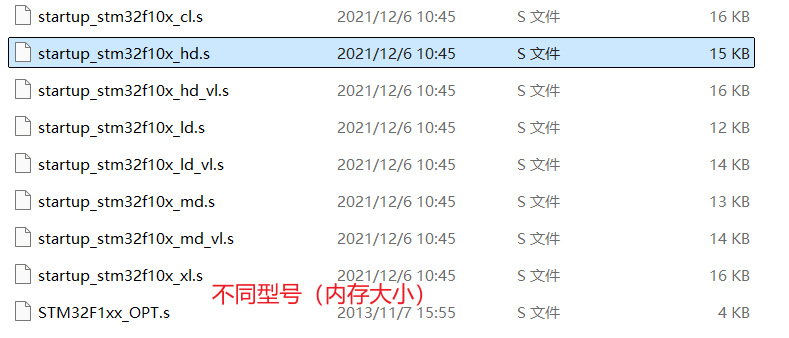 startup_stm32f10x_cl.s 2021/12/6 10:45 S 文件 16 KB
startup_stm32f10x_hd.s 2021/12/6 10:45 S 文件 15 KB
startup_stm32f10x_hd_vl.s 2021/12/6 10:45 S 文件 16 KB
startup_stm32f10x_ld.s 2021/12/6 10:45 S 文件 12 KB
startup_stm32f10x_ld_vl.s 2021/12/6 10:45 S 文件 14 KB
startup_stm32f10x_md.s 2021/12/6 10:45 S 文件 13 KB
startup_stm32f10x_md_vl.s 2021/12/6 10:45 S 文件 14 KB
startup_stm32f10x_xl.s 2021/12/6 10:45 S 文件 16 KB
不同型号（内存大小）
STM32F1xx_OPT.s 2013/11/7 15:55 S 文件 4 KB